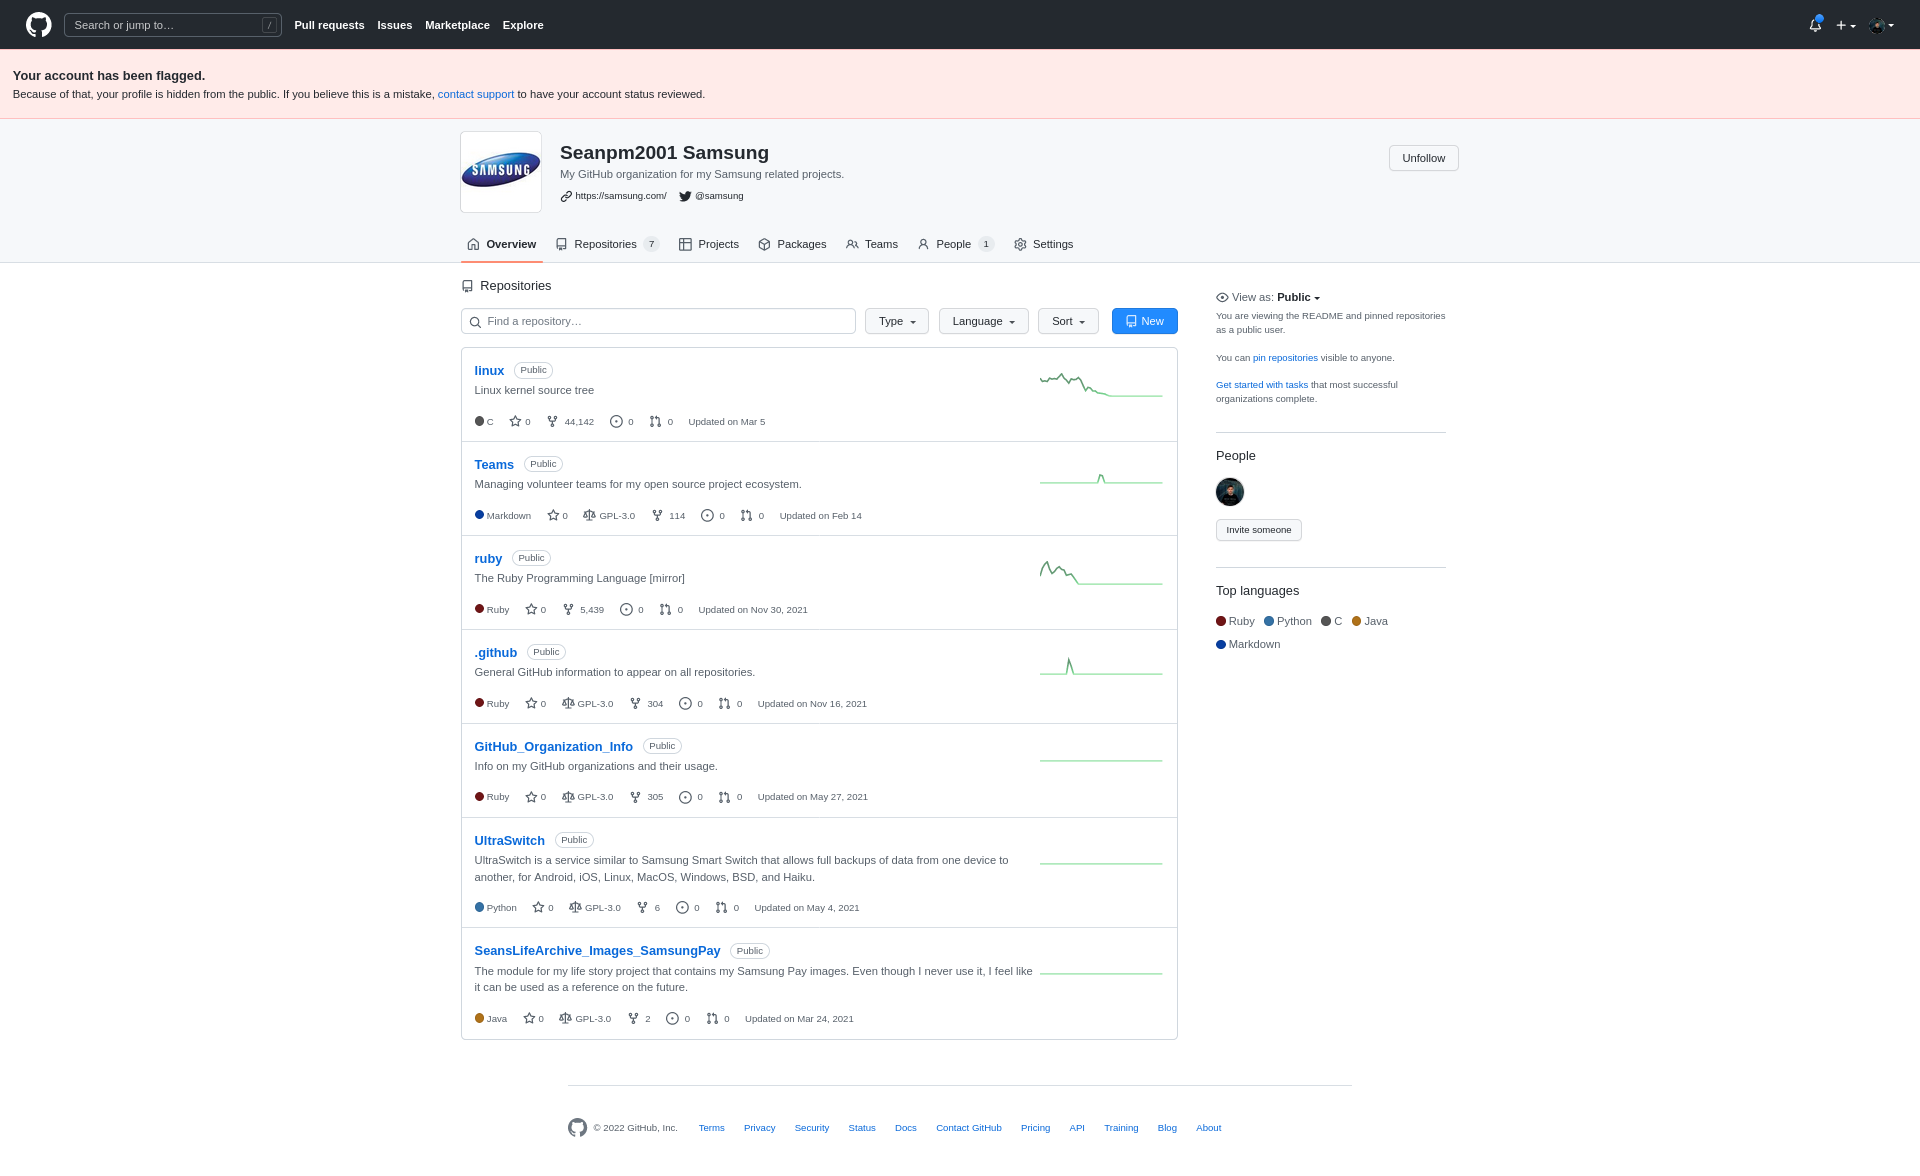 Search or jump to… /
Pull requests Issues Marketplace Explore
Your account has been flagged.
Because of that, your profile is hidden from the public. If you believe this is a mistake, contact support to have your account status reviewed.
SAMSUNG
Seanpm2001 Samsung
My GitHub organization for my Samsung related projects.
https://samsung.com/ @samsung
Unfollow
Overview Repositories 7 Projects Packages Teams People 1 Settings
Repositories
Find a repository… Type Language Sort New
linux Public
Linux kernel source tree
C 0 44,142 0 0 Updated on Mar 5
Teams Public
Managing volunteer teams for my open source project ecosystem.
Markdown 0 GPL-3.0 114 0 0 Updated on Feb 14
ruby Public
The Ruby Programming Language [mirror]
Ruby 0 5,439 0 0 Updated on Nov 30, 2021
.github Public
General GitHub information to appear on all repositories.
Ruby 0 GPL-3.0 304 0 0 Updated on Nov 16, 2021
GitHub_Organization_Info Public
Info on my GitHub organizations and their usage.
Ruby 0 GPL-3.0 305 0 0 Updated on May 27, 2021
UltraSwitch Public
UltraSwitch is a service similar to Samsung Smart Switch that allows full backups of data from one device to
another, for Android, iOS, Linux, MacOS, Windows, BSD, and Haiku.
Python 0 GPL-3.0 6 0 0 Updated on May 4, 2021
SeansLifeArchive_Images_SamsungPay Public
The module for my life story project that contains my Samsung Pay images. Even though I never use it, I feel like
it can be used as a reference on the future.
Java 0 GPL-3.0 2 0 0 Updated on Mar 24, 2021
View as: Public
You are viewing the README and pinned repositories
as a public user.
You can pin repositories visible to anyone.
Get started with tasks that most successful
organizations complete.
People
Invite someone
Top languages
Ruby Python C Java
Markdown
© 2022 GitHub, Inc. Terms Privacy Security Status Docs Contact GitHub Pricing API Training Blog About